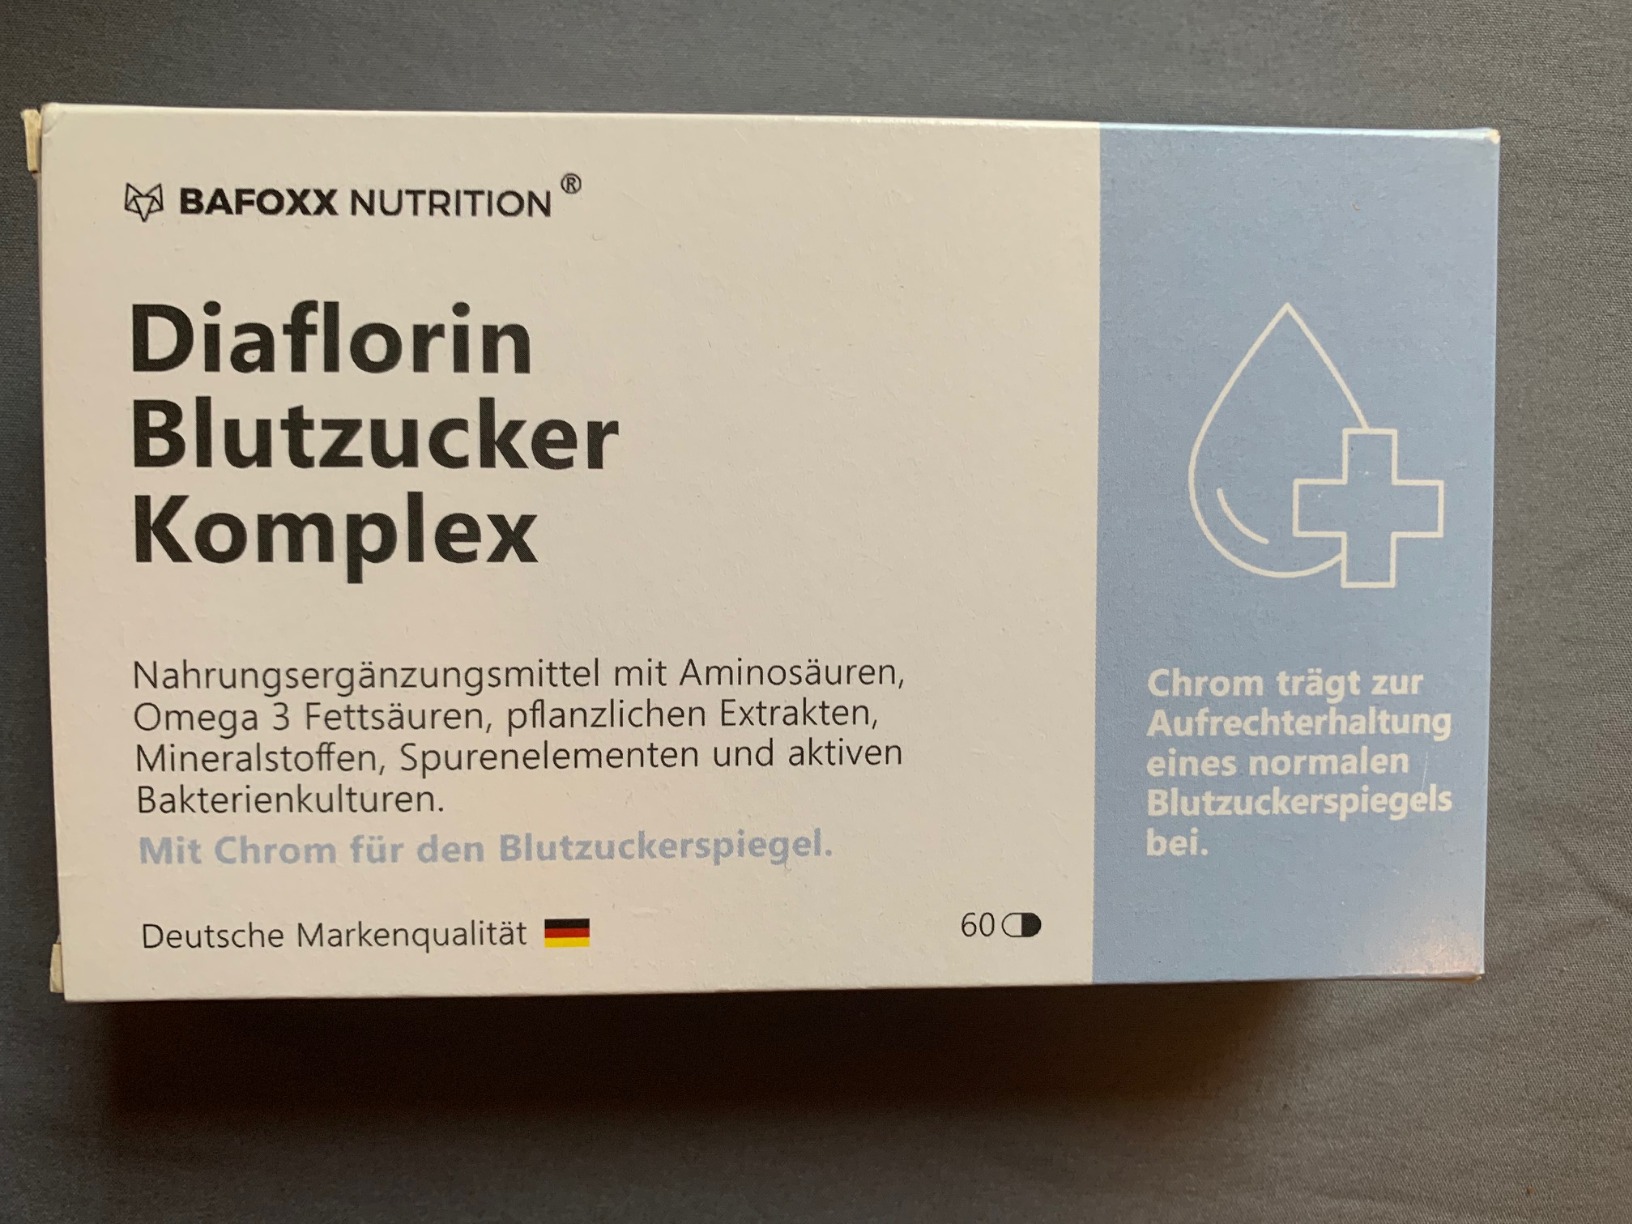 BAFOXX NUTRITION®
Diaflorin
Blutzucker
Komplex
Nahrungsergänzungsmittel mit Aminosäuren,
Omega 3 Fettsäuren, pflanzlichen Extrakten,
Mineralstoffen, Spurenelementen und aktiven
Bakterienkulturen.
Mit Chrom für den Blutzuckerspiegel.
Deutsche Markenqualität
60
Chrom trägt zur
Aufrechterhaltung
eines normalen
Blutzuckerspiegels
bei.